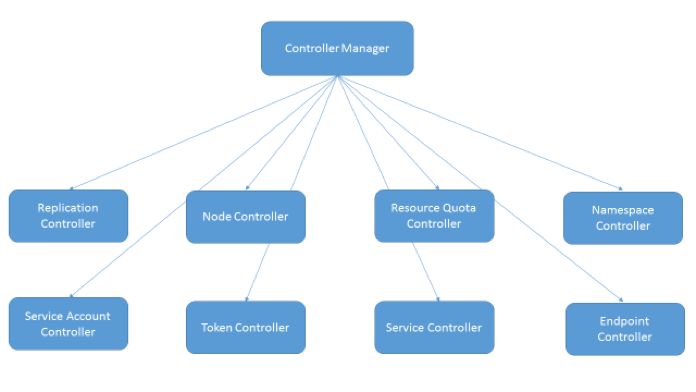 Controller Manager
Replication
Controller
Node Controller
Resource Quota
Controller
Namespace
Controller
Service Account
Controller
Token Controller
Service Controller
Endpoint
Controller